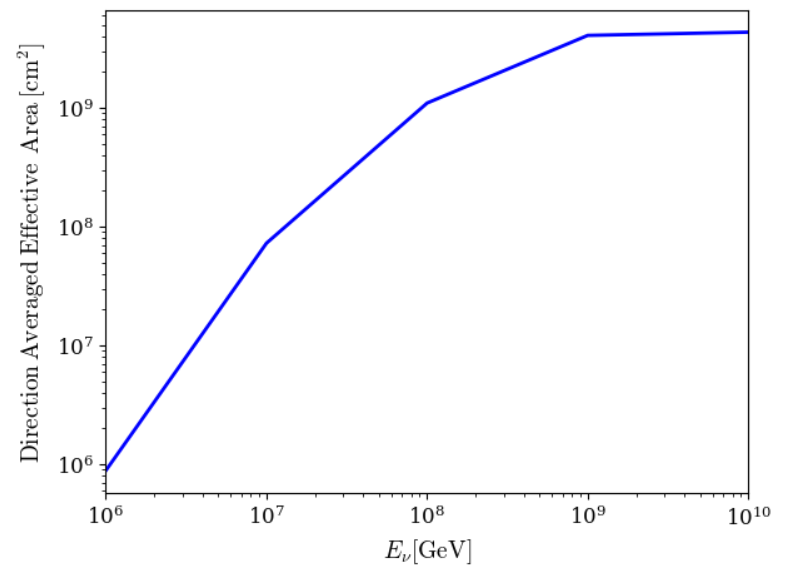 Direction Averaged Effective Area [cm²]
10⁹
10⁸
10⁷
10⁶
10⁶ 10⁷ 10⁸ 10⁹ 10¹⁰
E_ν[GeV]